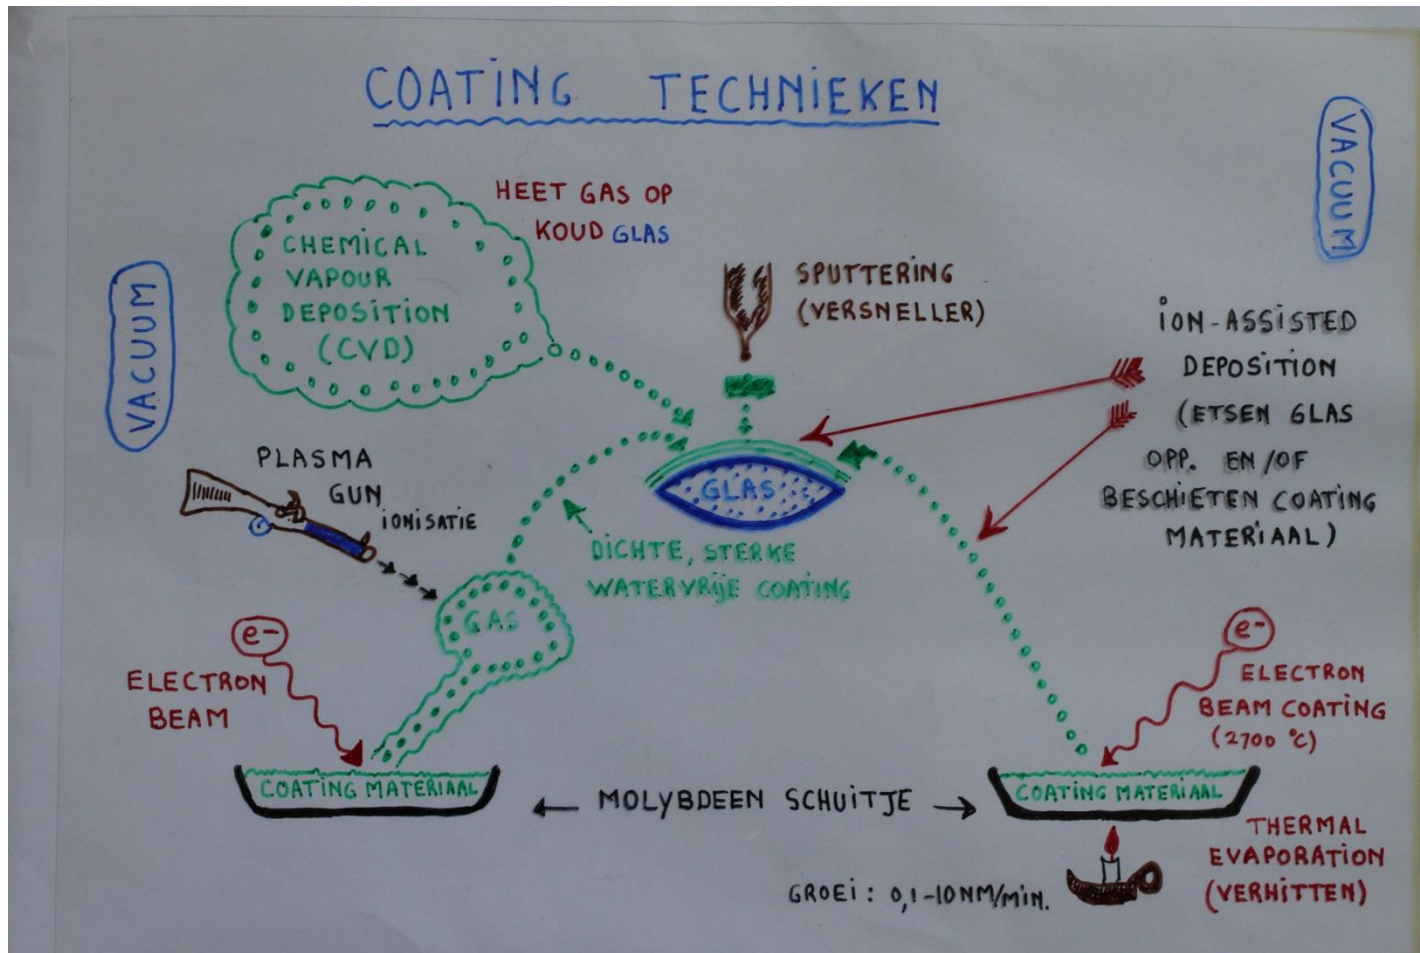 COATING TECHNIEKEN
VACUUM
HEET GAS OP
KOUD GLAS
CHEMICAL
VAPOUR
DEPOSITION
(CVD)
VACUUM
SPUTTERING
(VERSNELLER)
ION-ASSISTED
DEPOSITION
(ETSEN GLAS
OPP. EN/OF
BESCHIETEN COATING
MATERIAAL)
PLASMA
GUN
IONISATIE
GLAS
DICHTE, STERKE
WATERVRIJE COATING
GAS
e-
ELECTRON
BEAM
COATING MATERIAAL
e-
ELECTRON
BEAM COATING
(2700 °C)
COATING MATERIAAL
← MOLYBDEEN SCHUITJE →
THERMAL
EVAPORATION
(VERHITTEN)
GROEI: 0,1-10NM/MIN.